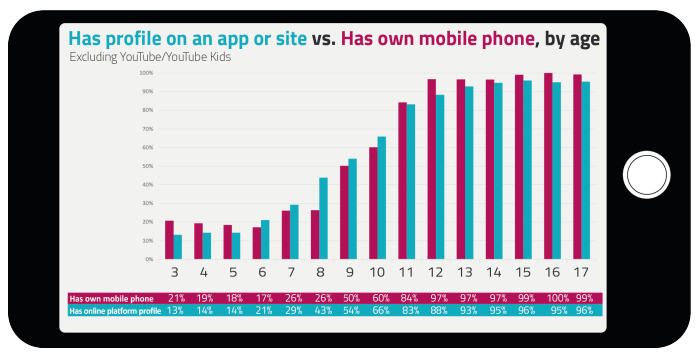 Has profile on an app or site vs. Has own mobile phone, by age
Excluding YouTube/YouTube Kids
100%
90%
80%
70%
60%
50%
40%
30%
20%
10%
0%
3 4 5 6 7 8 9 10 11 12 13 14 15 16 17
Has own mobile phone 21% 19% 18% 17% 26% 26% 50% 60% 84% 97% 97% 97% 99% 100% 99%
Has online platform profile 13% 14% 14% 21% 29% 43% 54% 66% 83% 88% 93% 95% 96% 95% 96%